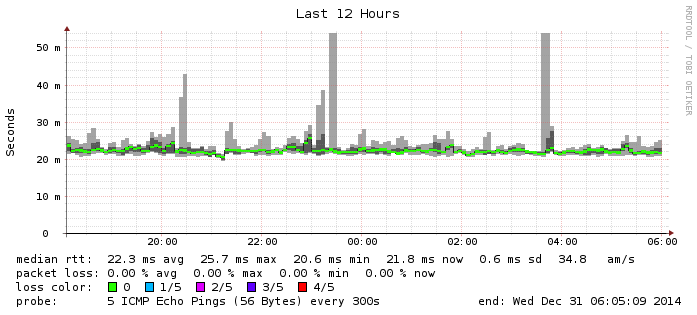 Last 12 Hours
RRDTOOL / TOBI OETIKER
Seconds
50 m
40 m
30 m
20 m
10 m
0
20:00 22:00 00:00 02:00 04:00 06:00
median rtt: 22.3 ms avg 25.7 ms max 20.6 ms min 21.8 ms now 0.6 ms sd 34.8 am/s
packet loss: 0.00 % avg 0.00 % max 0.00 % min 0.00 % now
loss color: 0 1/5 2/5 3/5 4/5
probe: 5 ICMP Echo Pings (56 Bytes) every 300s end: Wed Dec 31 06:05:09 2014